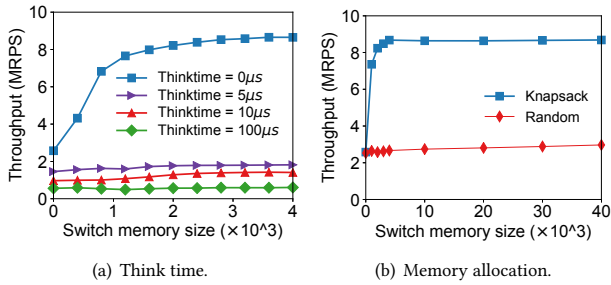 10
8
6
4
2
0
Throughput (MRPS)
Thinktime = 0μs
Thinktime = 5μs
Thinktime = 10μs
Thinktime = 100μs
0 1 2 3 4
Switch memory size (×10^3)
(a) Think time.
10
8
6
4
2
0
Throughput (MRPS)
Knapsack
Random
0 10 20 30 40
Switch memory size (×10^3)
(b) Memory allocation.